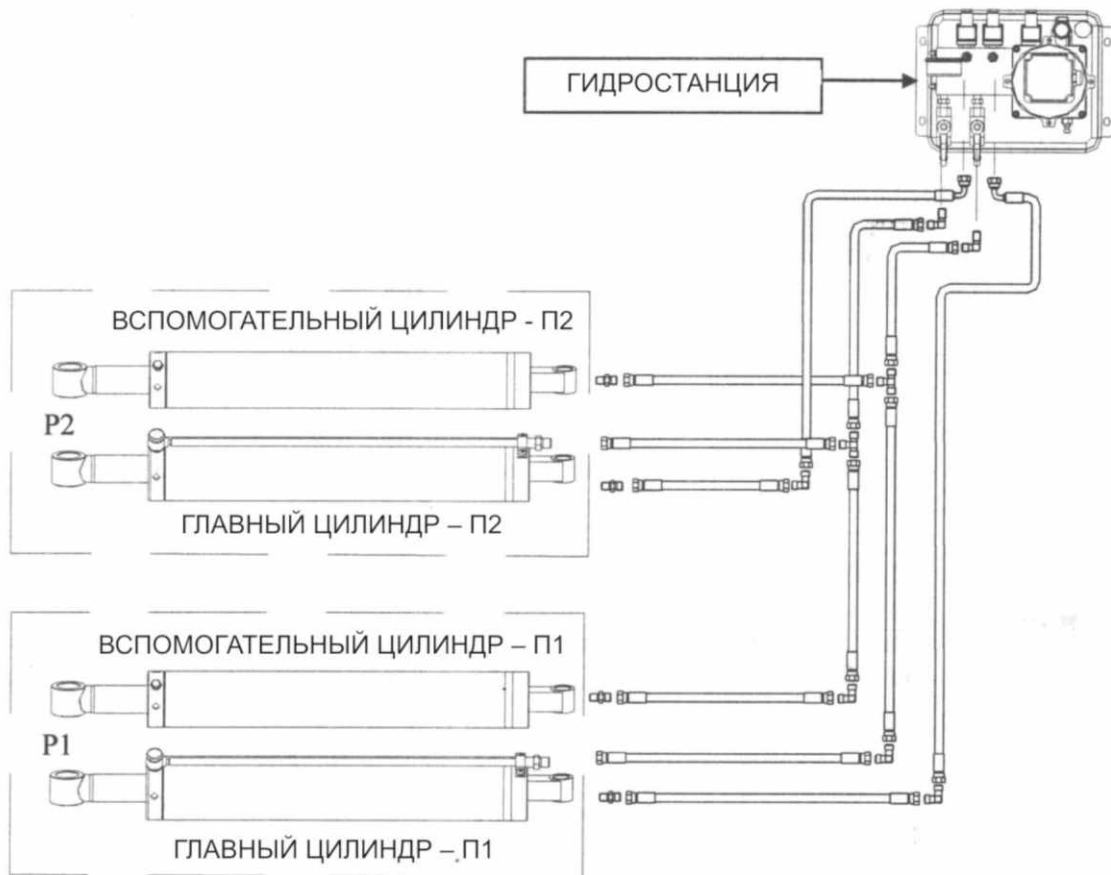 ГИДРОСТАНЦИЯ
ВСПОМОГАТЕЛЬНЫЙ ЦИЛИНДР - П2
P2
ГЛАВНЫЙ ЦИЛИНДР – П2
ВСПОМОГАТЕЛЬНЫЙ ЦИЛИНДР – П1
P1
ГЛАВНЫЙ ЦИЛИНДР – П1